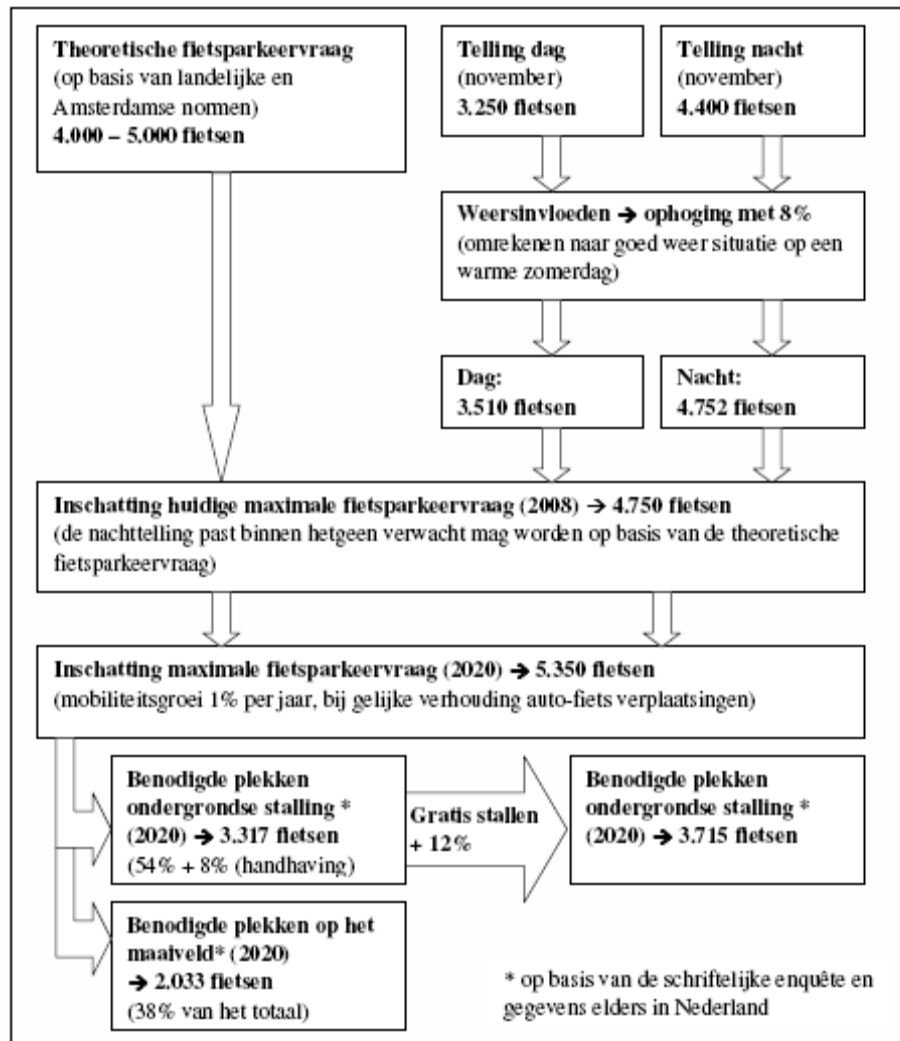 Theoretische fietsparkeervraag
(op basis van landelijke en
Amsterdamse normen)
4.000 – 5.000 fietsen
Telling dag
(november)
3.250 fietsen
Telling nacht
(november)
4.400 fietsen
Weersinvloeden → ophoging met 8%
(omrekenen naar goed weer situatie op een
warme zomerdag)
Dag:
3.510 fietsen
Nacht:
4.752 fietsen
Inschatting huidige maximale fietsparkeervraag (2008) → 4.750 fietsen
(de nachttelling past binnen hetgeen verwacht mag worden op basis van de theoretische
fietsparkeervraag)
Inschatting maximale fietsparkeervraag (2020) → 5.350 fietsen
(mobiliteitsgroei 1% per jaar, bij gelijke verhouding auto-fiets verplaatsingen)
Benodigde plekken
ondergrondse stalling *
(2020) → 3.317 fietsen
(54% + 8% (handhaving)
Gratis stallen
+ 12%
Benodigde plekken
ondergrondse stalling *
(2020) → 3.715 fietsen
Benodigde plekken op het
maaiveld* (2020)
→ 2.033 fietsen
(38% van het totaal)
* op basis van de schriftelijke enquête en
gegevens elders in Nederland